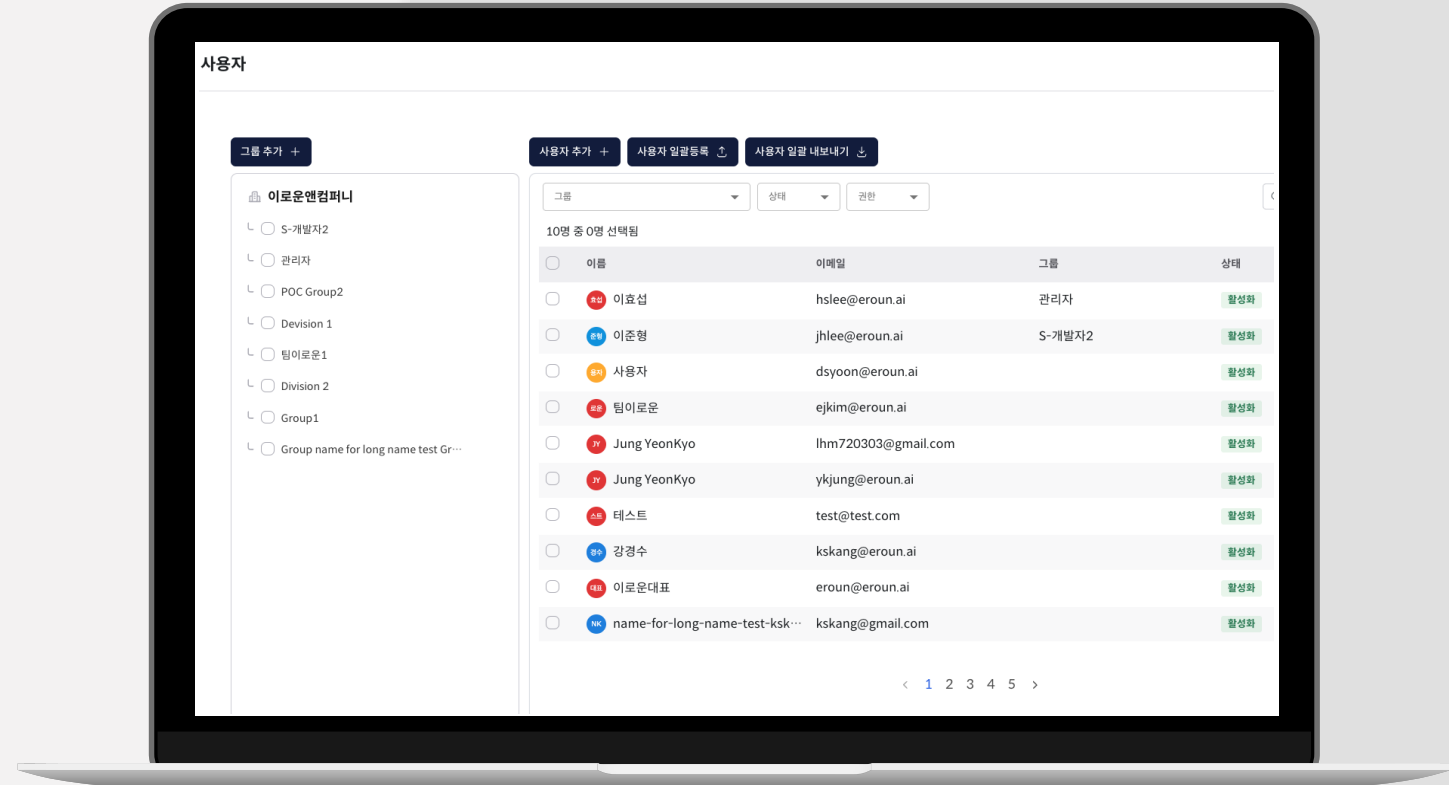 사용자
그룹 추가 +
사용자 추가 +
사용자 일괄등록
사용자 일괄 내보내기
이로운앤컴퍼니
S-개발자2
관리자
POC Group2
Devision 1
팀이로운1
Division 2
Group1
Group name for long name test Gr…
그룹
상태
권한
10명 중 0명 선택됨
이름 이메일 그룹 상태
효섭 이효섭 hslee@eroun.ai 관리자 활성화
준형 이준형 jhlee@eroun.ai S-개발자2 활성화
용자 사용자 dsyoon@eroun.ai 활성화
로운 팀이로운 ejkim@eroun.ai 활성화
JY Jung YeonKyo lhm720303@gmail.com 활성화
JY Jung YeonKyo ykjung@eroun.ai 활성화
스트 테스트 test@test.com 활성화
경수 강경수 kskang@eroun.ai 활성화
대표 이로운대표 eroun@eroun.ai 활성화
NK name-for-long-name-test-ksk… kskang@gmail.com 활성화
< 1 2 3 4 5 >